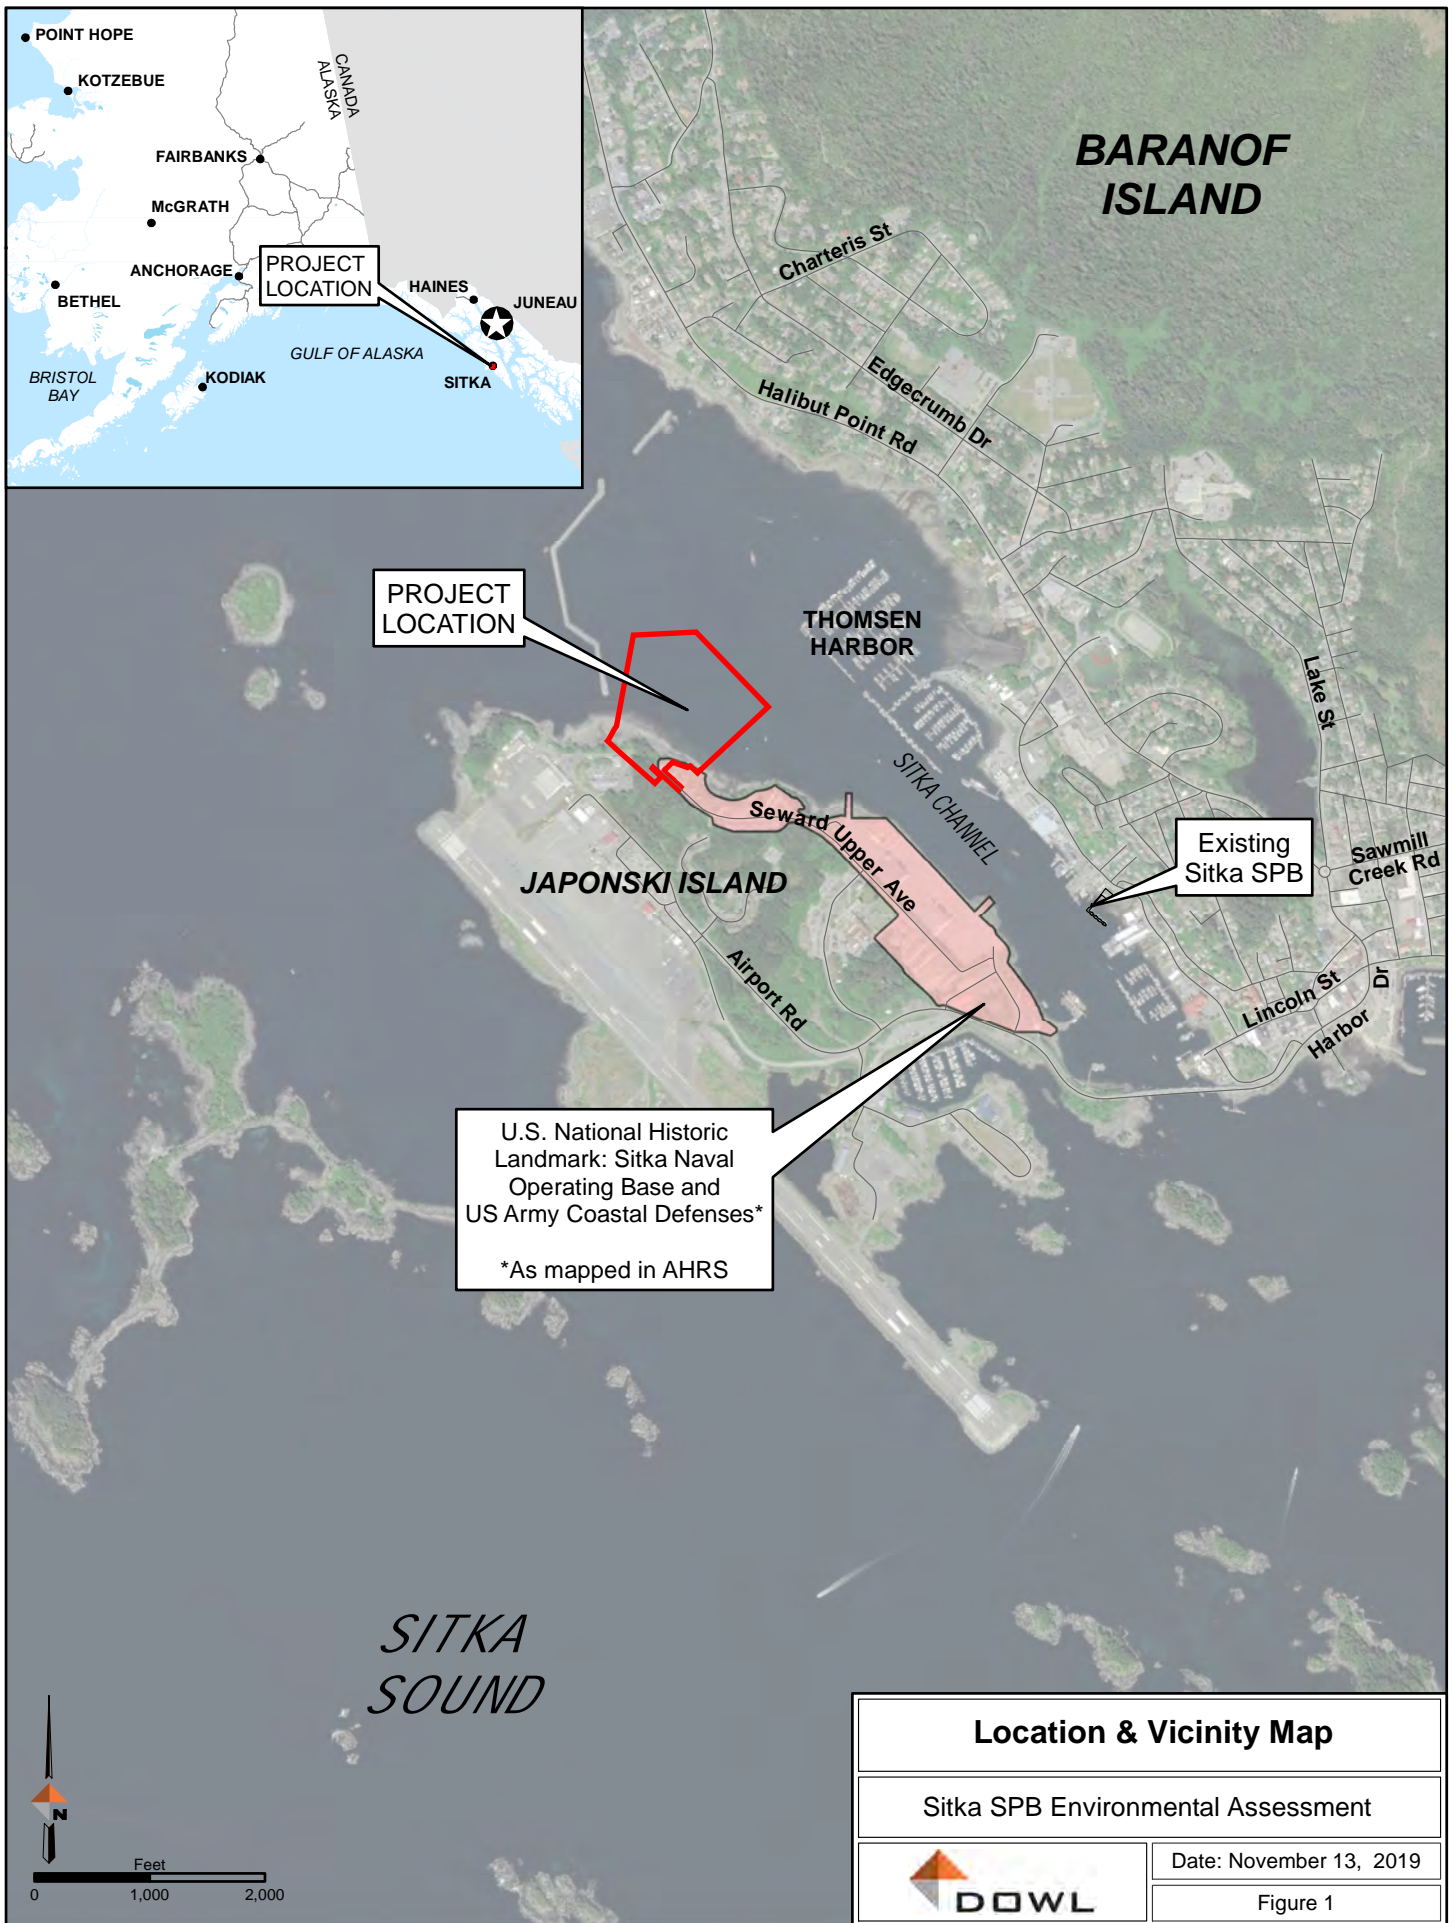 POINT HOPE
KOTZEBUE
CANADA
ALASKA
FAIRBANKS
McGRATH
ANCHORAGE
PROJECT
LOCATION
BETHEL
HAINES
JUNEAU
GULF OF ALASKA
BRISTOL
BAY
KODIAK
SITKA
BARANOF
ISLAND
Charteris St
Edgecrumb Dr
Halibut Point Rd
PROJECT
LOCATION
THOMSEN
HARBOR
Lake St
SITKA CHANNEL
Seward Upper Ave
Existing
Sitka SPB
Sawmill
Creek Rd
JAPONSKI ISLAND
Airport Rd
Lincoln St
Harbor Dr
U.S. National Historic
Landmark: Sitka Naval
Operating Base and
US Army Coastal Defenses*
*As mapped in AHRS
SITKA
SOUND
N
Feet
0 1,000 2,000
Location & Vicinity Map
Sitka SPB Environmental Assessment
DOWL
Date: November 13, 2019
Figure 1